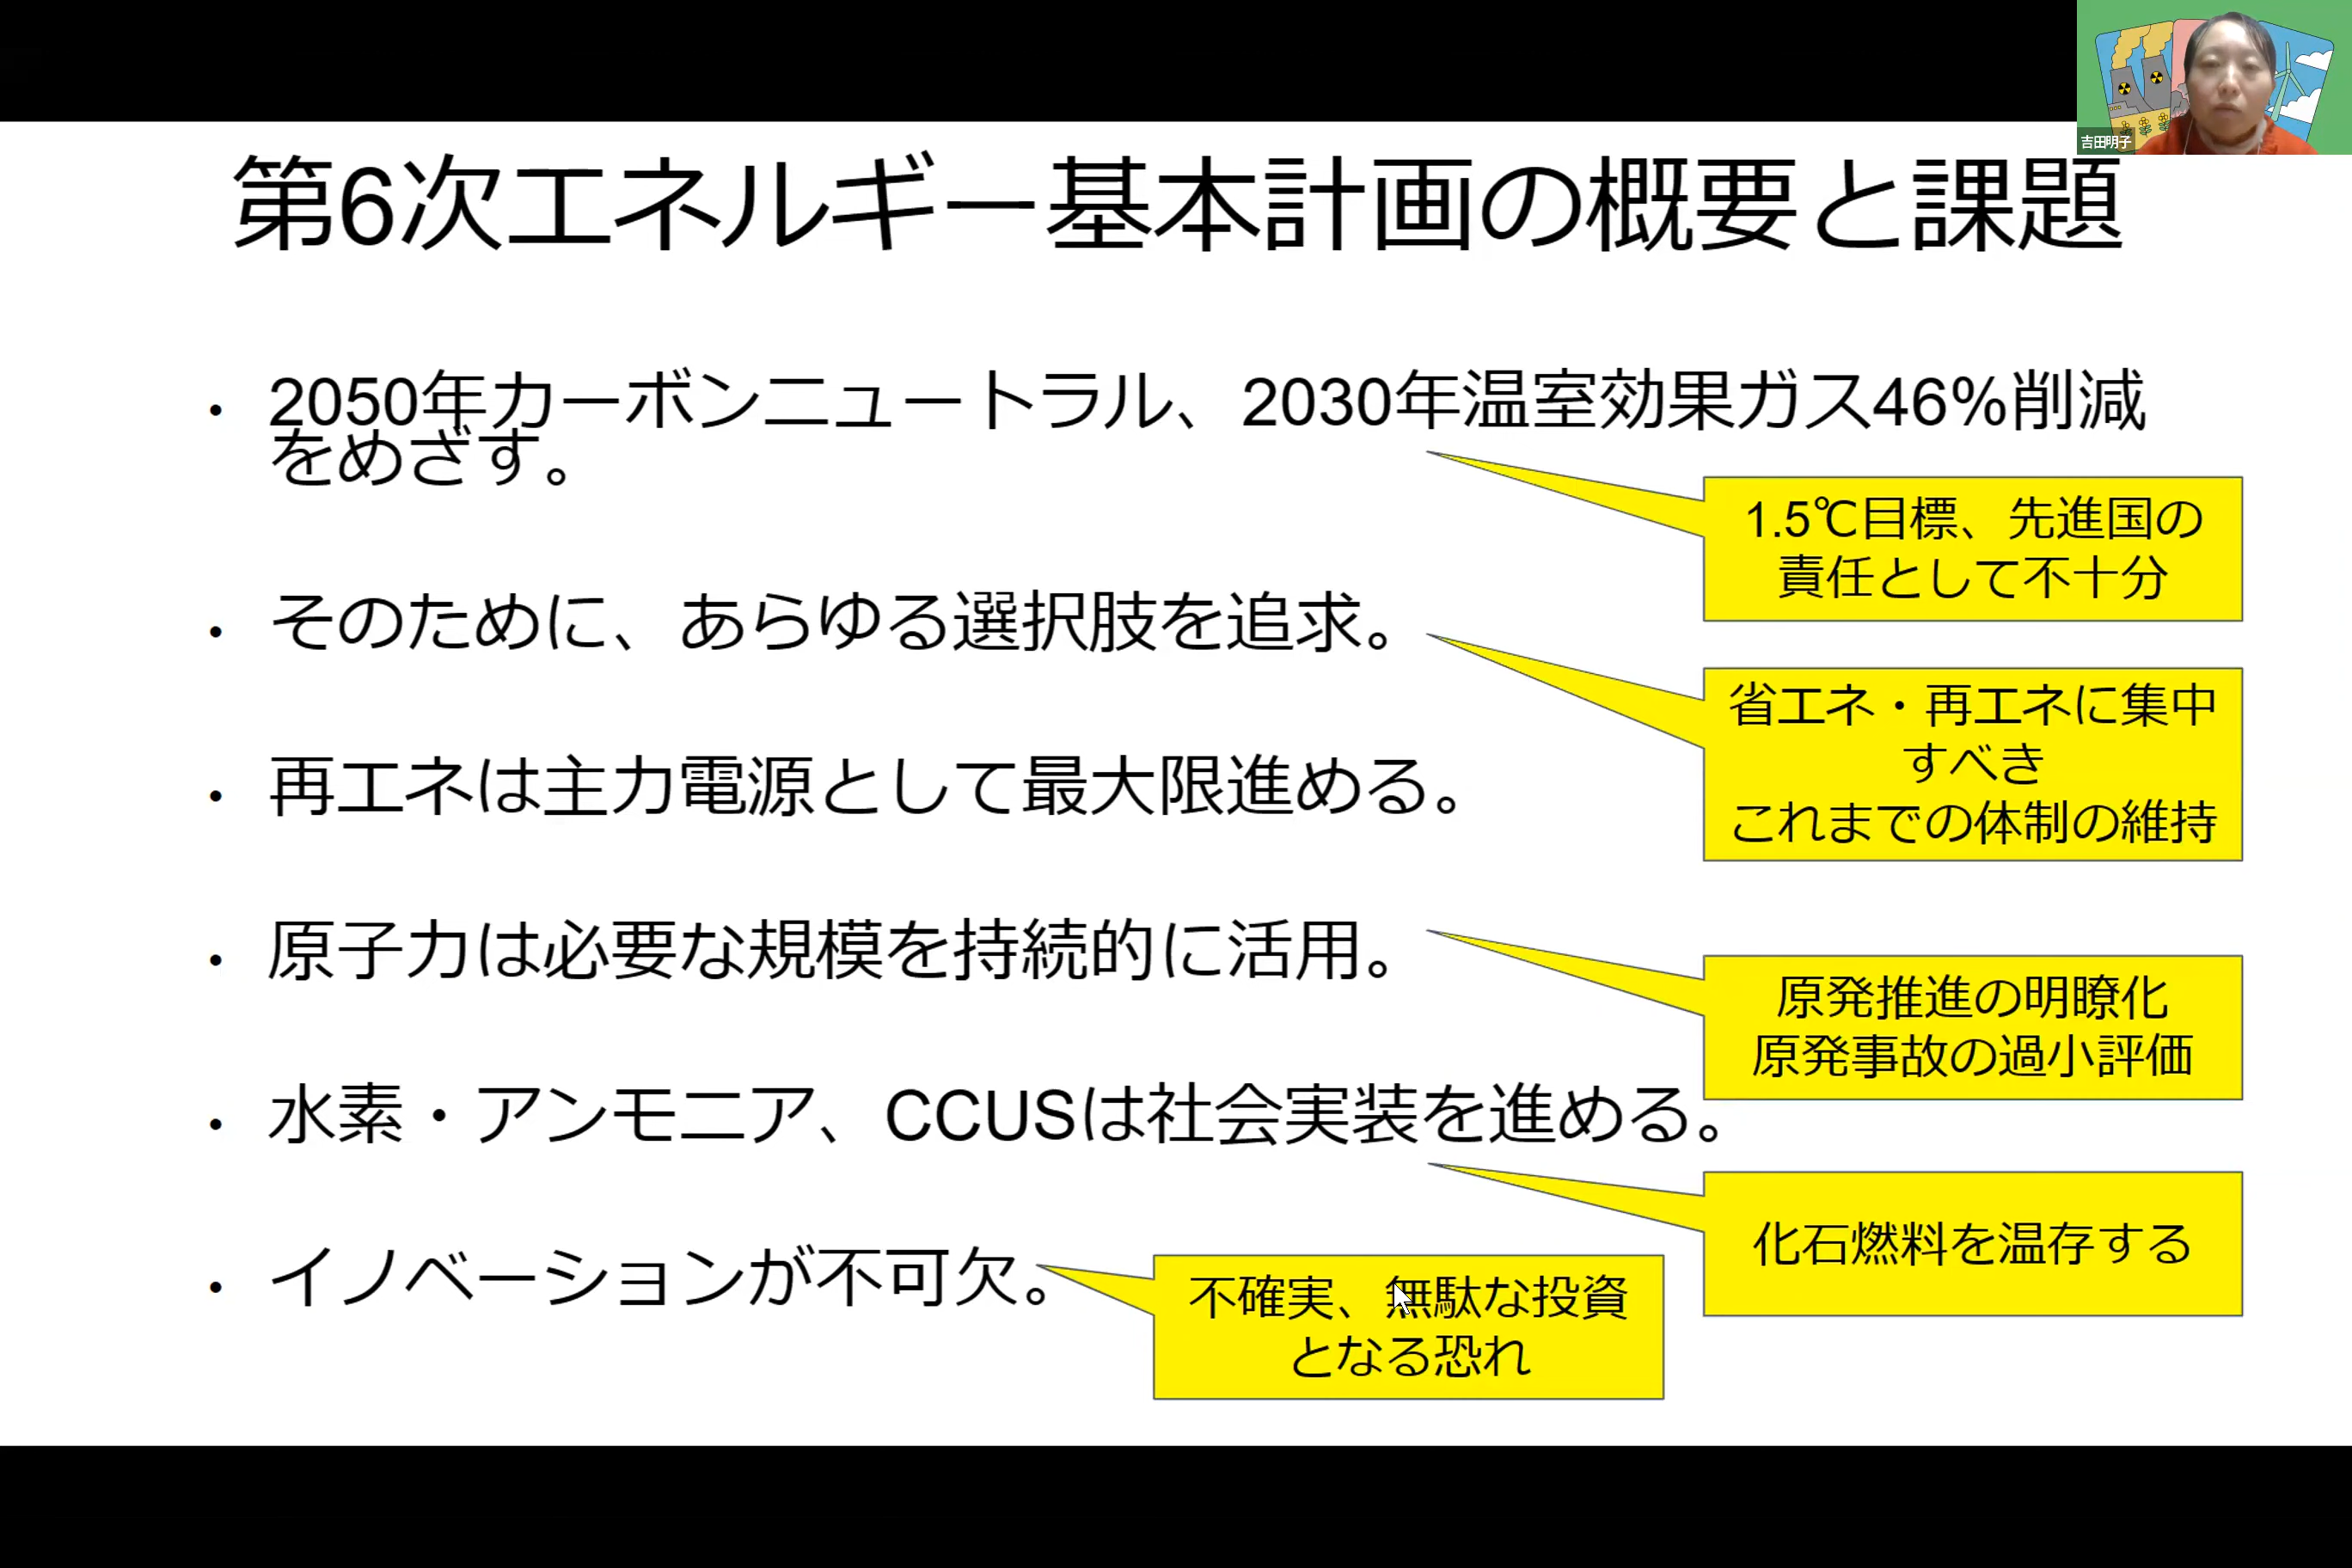 吉田明子
第6次エネルギー基本計画の概要と課題
• 2050年カーボンニュートラル、2030年温室効果ガス46%削減
をめざす。
1.5℃目標、先進国の
責任として不十分
• そのために、あらゆる選択肢を追求。
省エネ・再エネに集中
すべき
これまでの体制の維持
• 再エネは主力電源として最大限進める。
• 原子力は必要な規模を持続的に活用。
原発推進の明瞭化
原発事故の過小評価
• 水素・アンモニア、CCUSは社会実装を進める。
化石燃料を温存する
• イノベーションが不可欠。
不確実、無駄な投資
となる恐れ